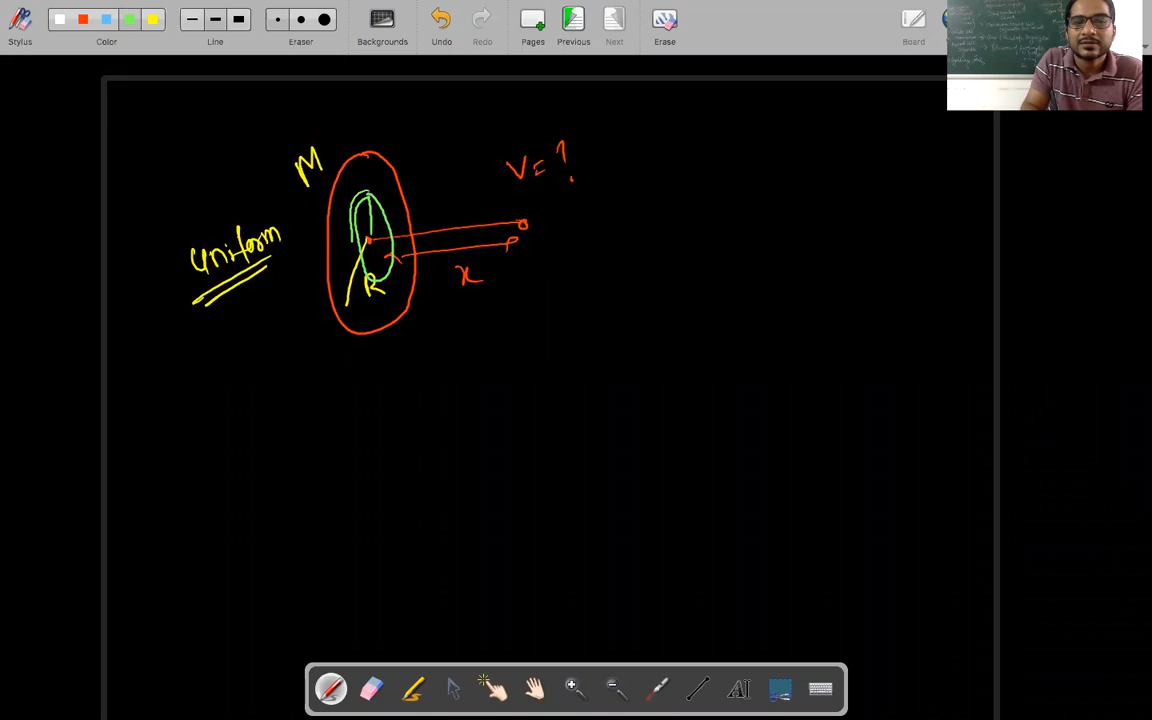 Stylus
Color
Line
Eraser
Backgrounds
Undo
Redo
Pages
Previous
Next
Erase
Board
M
V = ?
uniform
R
x